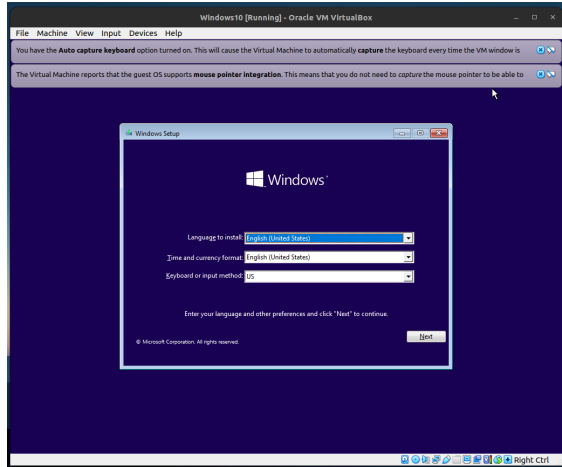 Windows10 [Running] - Oracle VM VirtualBox
File Machine View Input Devices Help
You have the Auto capture keyboard option turned on. This will cause the Virtual Machine to automatically capture the keyboard every time the VM window is
The Virtual Machine reports that the guest OS supports mouse pointer integration. This means that you do not need to capture the mouse pointer to be able to
Windows Setup
Windows
Language to install: English (United States)
Time and currency format: English (United States)
Keyboard or input method: US
Enter your language and other preferences and click "Next" to continue.
© Microsoft Corporation. All rights reserved.
Next
Right Ctrl